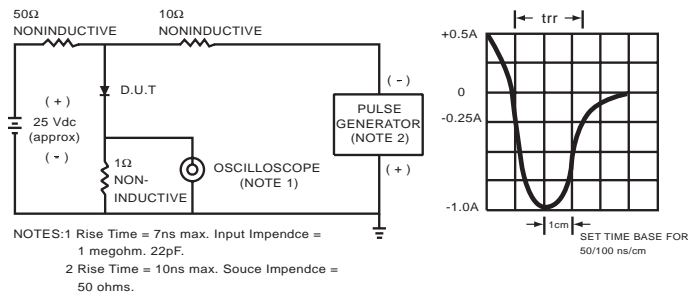 50Ω
NONINDUCTIVE
10Ω
NONINDUCTIVE
D.U.T
(+)
25 Vdc
(approx)
(-)
1Ω
NON-
INDUCTIVE
OSCILLOSCOPE
(NOTE 1)
(-)
PULSE
GENERATOR
(NOTE 2)
(+)
NOTES:1 Rise Time = 7ns max. Input Impendce =
1 megohm. 22pF.
2 Rise Time = 10ns max. Souce Impendce =
50 ohms.
trr
+0.5A
0
-0.25A
-1.0A
1cm
SET TIME BASE FOR
50/100 ns/cm